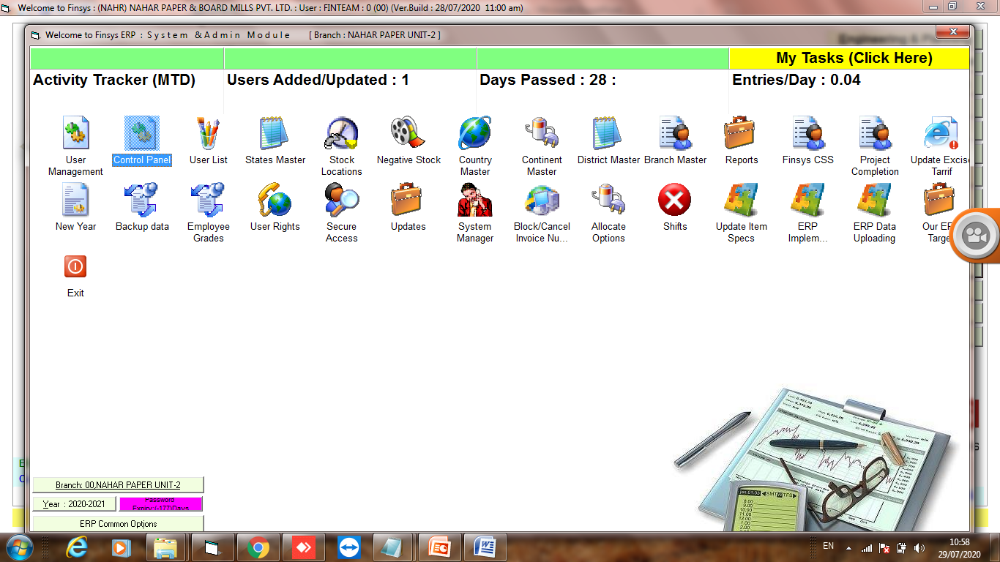 Welcome to Finsys : (NAHR) NAHAR PAPER & BOARD MILLS PVT. LTD. : User : FINTEAM : 0 (00) (Ver.Build : 28/07/2020 11:00 am)
Welcome to Finsys ERP : System &Admin Module [ Branch : NAHAR PAPER UNIT-2 ]
My Tasks (Click Here)
Activity Tracker (MTD) Users Added/Updated : 1 Days Passed : 28 : Entries/Day : 0.04
User Management
Control Panel
User List
States Master
Stock Locations
Negative Stock
Country Master
Continent Master
District Master
Branch Master
Reports
Finsys CSS
Project Completion
Update Excise Tarrif
New Year
Backup data
Employee Grades
User Rights
Secure Access
Updates
System Manager
Block/Cancel Invoice Nu...
Allocate Options
Shifts
Update Item Specs
ERP Implem...
ERP Data Uploading
Our
Exit
Branch: 00,NAHAR PAPER UNIT-2
Year : 2020-2021
Password
Expiry:(-177)Days
ERP Common Options
EN
10:58
29/07/2020